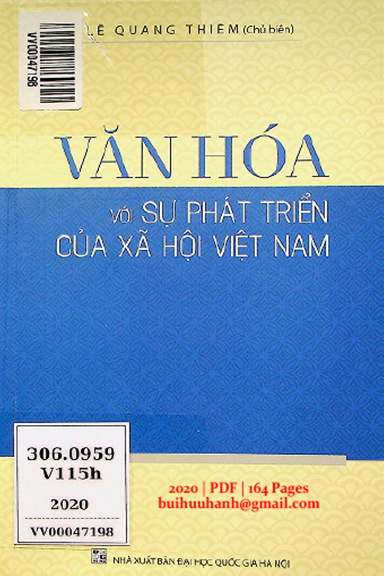 LÊ QUANG THIÊM (Chủ biên)
VV00047198
VĂN HÓA
VỚI SỰ PHÁT TRIỂN
CỦA XÃ HỘI VIỆT NAM
306.0959
V115h
2020
VV00047198
2020 | PDF | 164 Pages
buihuuhanh@gmail.com
NHÀ XUẤT BẢN ĐẠI HỌC QUỐC GIA HÀ NỘI